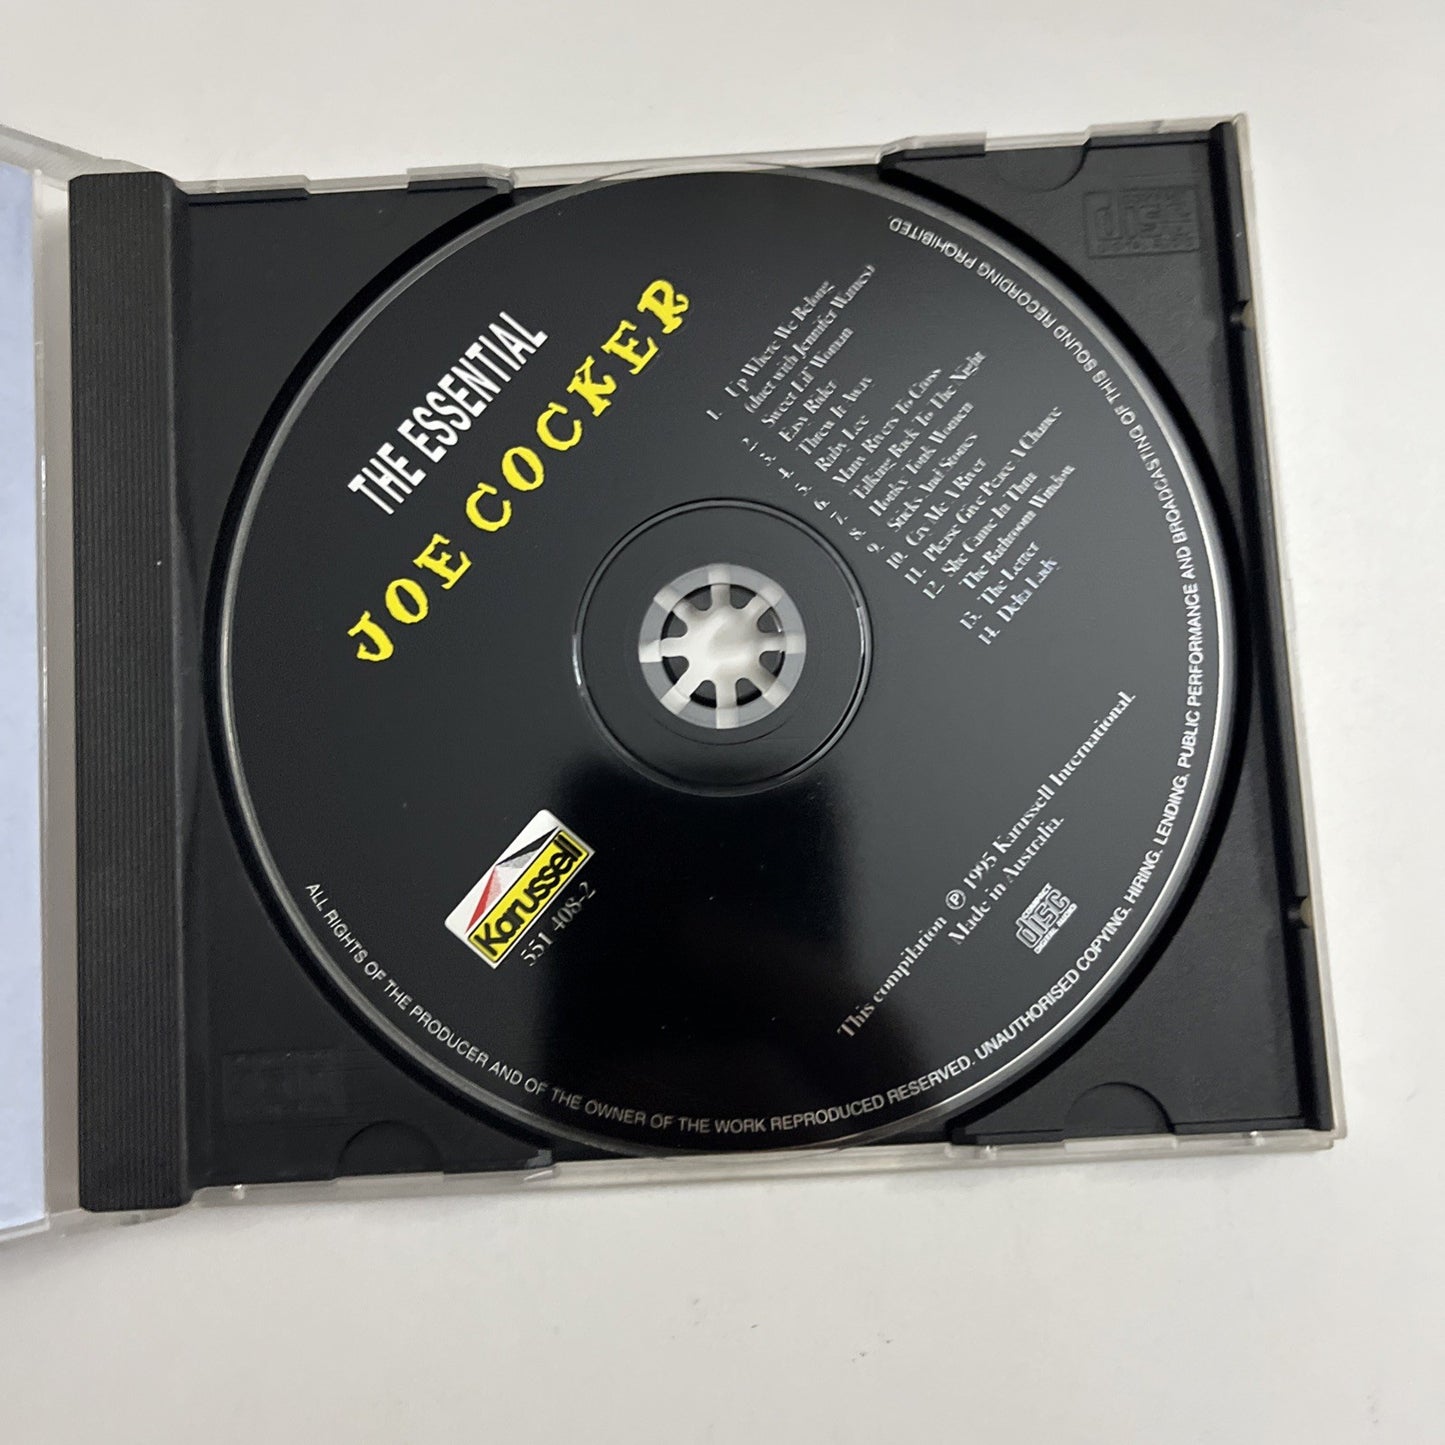 THE ESSENTIAL
JOE COCKER
1. Up Where We Belong
(duet with Jennifer Warnes)
2. Sweet Lil' Woman
3. Easy Rider
4. Threw It Away
5. Ruby Lee
6. Many Rivers To Cross
7. Talking Back To The Night
8. Honky Tonk Women
9. Sticks And Stones
10. Cry Me A River
11. Please Give Peace A Chance
12. She Came In Thru
The Bathroom Window
13. The Letter
14. Delta Lady
Karussell
551 408-2
This compilation ℗ 1995 Karussell International.
Made in Australia.
COMPACT
disc
DIGITAL AUDIO
ALL RIGHTS OF THE PRODUCER AND OF THE OWNER OF THE WORK REPRODUCED RESERVED. UNAUTHORISED COPYING. HIRING. LENDING. PUBLIC PERFORMANCE AND BROADCASTING OF THIS SOUND RECORDING PROHIBITED.
disc